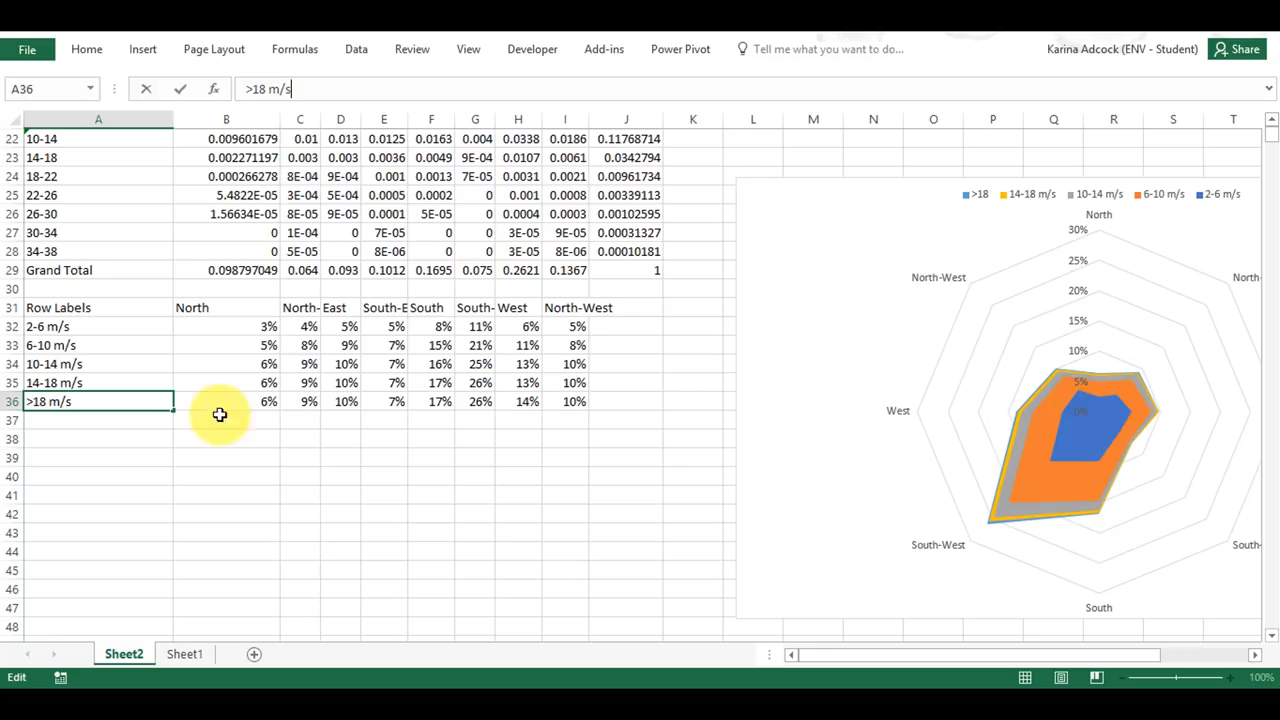 File Home Insert Page Layout Formulas Data Review View Developer Add-ins Power Pivot Tell me what you want to do... Karina Adcock (ENV - Student) Share
A36 fx >18 m/s
A B C D E F G H I J K L M N O P Q R S T
22 10-14 0.009601679 0.01 0.013 0.0125 0.0163 0.004 0.0338 0.0186 0.11768714
23 14-18 0.002271197 0.003 0.003 0.0036 0.0049 9E-04 0.0107 0.0061 0.0342794
24 18-22 0.000266278 8E-04 9E-04 0.001 0.0013 7E-05 0.0031 0.0021 0.00961734
25 22-26 5.4822E-05 3E-04 5E-04 0.0005 0.0002 0 0.001 0.0008 0.00339113
26 26-30 1.56634E-05 8E-05 9E-05 0.0001 5E-05 0 0.0004 0.0003 0.00102595
27 30-34 0 1E-04 0 7E-05 0 0 3E-05 9E-05 0.00031327
28 34-38 0 5E-05 0 8E-06 0 0 3E-05 8E-06 0.00010181
29 Grand Total 0.098797049 0.064 0.093 0.1012 0.1695 0.075 0.2621 0.1367 1
30
31 Row Labels North North- East South-E South South- West North-West
32 2-6 m/s 3% 4% 5% 5% 8% 11% 6% 5%
33 6-10 m/s 5% 8% 9% 7% 15% 21% 11% 8%
34 10-14 m/s 6% 9% 10% 7% 16% 25% 13% 10%
35 14-18 m/s 6% 9% 10% 7% 17% 26% 13% 10%
36 >18 m/s 6% 9% 10% 7% 17% 26% 14% 10%
37
38
39
40
41
42
43
44
45
46
47
48
>18 14-18 m/s 10-14 m/s 6-10 m/s 2-6 m/s
North
30%
North-West 25% North-
20%
15%
10%
5%
West 0%
South-West South-
South
Sheet2 Sheet1
Edit 100%